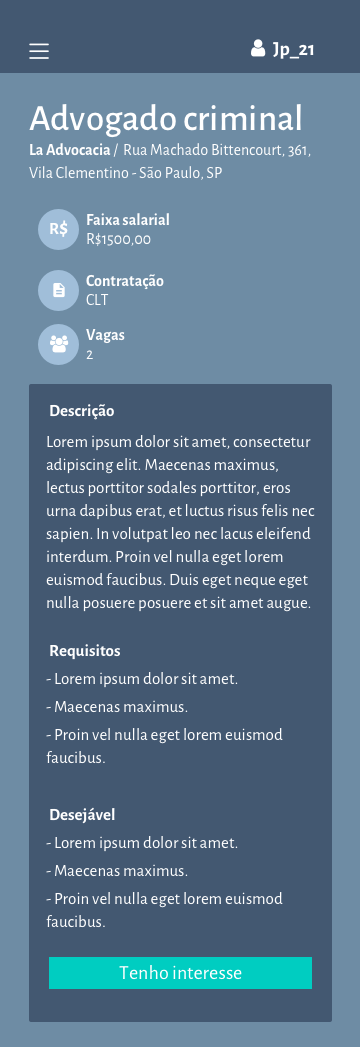 Jp_21
Advogado criminal
La Advocacia / Rua Machado Bittencourt, 361,
Vila Clementino - São Paulo, SP
R$
Faixa salarial
R$1500,00
Contratação
CLT
Vagas
2
Descrição
Lorem ipsum dolor sit amet, consectetur
adipiscing elit. Maecenas maximus,
lectus porttitor sodales porttitor, eros
urna dapibus erat, et luctus risus felis nec
sapien. In volutpat leo nec lacus eleifend
interdum. Proin vel nulla eget lorem
euismod faucibus. Duis eget neque eget
nulla posuere posuere et sit amet augue.
Requisitos
- Lorem ipsum dolor sit amet.
- Maecenas maximus.
- Proin vel nulla eget lorem euismod
faucibus.
Desejável
- Lorem ipsum dolor sit amet.
- Maecenas maximus.
- Proin vel nulla eget lorem euismod
faucibus.
Tenho interesse